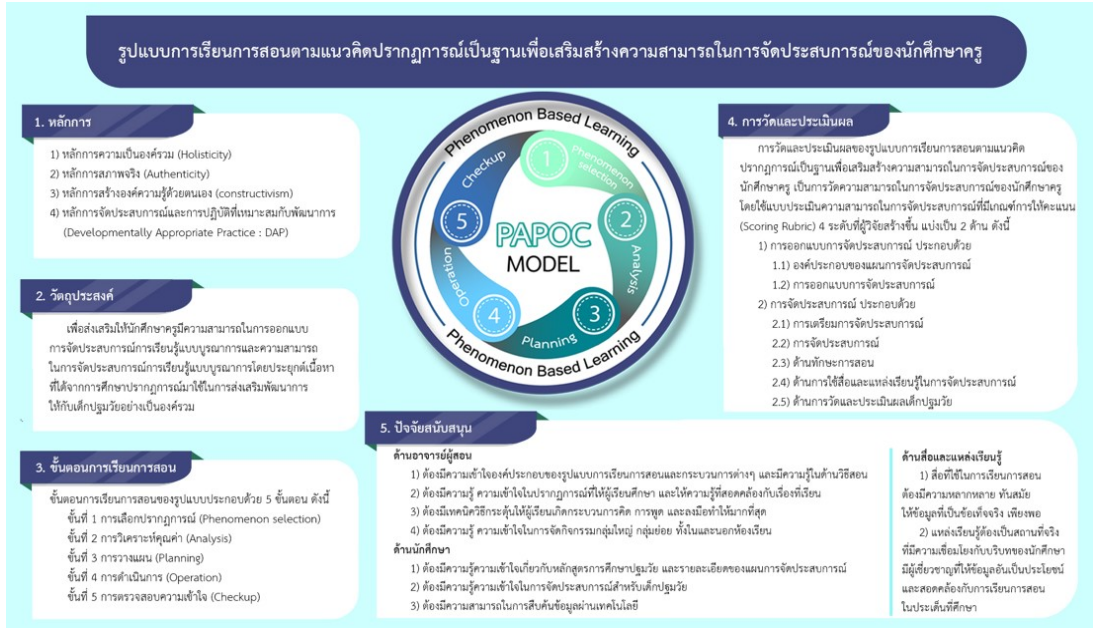 รูปแบบการเรียนการสอนตามแนวคิดปรากฏการณ์เป็นฐานเพื่อเสริมสร้างความสามารถในการจัดประสบการณ์ของนักศึกษาครู
1. หลักการ
1) หลักการความเป็นองค์รวม (Holisticity)
2) หลักการสภาพจริง (Authenticity)
3) หลักการสร้างองค์ความรู้ด้วยตนเอง (constructivism)
4) หลักการจัดประสบการณ์และการปฏิบัติที่เหมาะสมกับพัฒนาการ
(Developmentally Appropriate Practice : DAP)
2. วัตถุประสงค์
เพื่อส่งเสริมให้นักศึกษาครูมีความสามารถในการออกแบบ
การจัดประสบการณ์การเรียนรู้แบบบูรณาการและความสามารถ
ในการจัดประสบการณ์การเรียนรู้แบบบูรณาการโดยประยุกต์เนื้อหา
ที่ได้จากการศึกษาปรากฏการณ์มาใช้ในการส่งเสริมพัฒนาการ
ให้กับเด็กปฐมวัยอย่างเป็นองค์รวม
3. ขั้นตอนการเรียนการสอน
ขั้นตอนการเรียนการสอนของรูปแบบประกอบด้วย 5 ขั้นตอน ดังนี้
ขั้นที่ 1 การเลือกปรากฏการณ์ (Phenomenon selection)
ขั้นที่ 2 การวิเคราะห์คุณค่า (Analysis)
ขั้นที่ 3 การวางแผน (Planning)
ขั้นที่ 4 การดำเนินการ (Operation)
ขั้นที่ 5 การตรวจสอบความเข้าใจ (Checkup)
Phenomenon Based Learning
1
Phenomenon
selection
2
Analysis
3
Planning
4
Operation
5
Checkup
PAPOC
MODEL
Phenomenon Based Learning
4. การวัดและประเมินผล
การวัดและประเมินผลของรูปแบบการเรียนการสอนตามแนวคิด
ปรากฏการณ์เป็นฐานเพื่อเสริมสร้างความสามารถในการจัดประสบการณ์ของ
นักศึกษาครู เป็นการวัดความสามารถในการจัดประสบการณ์ของนักศึกษาครู
โดยใช้แบบประเมินความสามารถในการจัดประสบการณ์ที่มีเกณฑ์การให้คะแนน
(Scoring Rubric) 4 ระดับที่ผู้วิจัยสร้างขึ้น แบ่งเป็น 2 ด้าน ดังนี้
1) การออกแบบการจัดประสบการณ์ ประกอบด้วย
1.1) องค์ประกอบของแผนการจัดประสบการณ์
1.2) การออกแบบการจัดประสบการณ์
2) การจัดประสบการณ์ ประกอบด้วย
2.1) การเตรียมการจัดประสบการณ์
2.2) การจัดประสบการณ์
2.3) ด้านทักษะการสอน
2.4) ด้านการใช้สื่อและแหล่งเรียนรู้ในการจัดประสบการณ์
2.5) ด้านการวัดและประเมินผลเด็กปฐมวัย
5. ปัจจัยสนับสนุน
ด้านอาจารย์ผู้สอน
1) ต้องมีความเข้าใจองค์ประกอบของรูปแบบการเรียนการสอนและกระบวนการต่างๆ และมีความรู้ในด้านวิธีสอน
2) ต้องมีความรู้ ความเข้าใจในปรากฏการณ์ที่ให้ผู้เรียนศึกษา และให้ความรู้ที่สอดคล้องกับเรื่องที่เรียน
3) ต้องมีเทคนิควิธีกระตุ้นให้ผู้เรียนเกิดกระบวนการคิด การพูด และลงมือทำให้มากที่สุด
4) ต้องมีความรู้ ความเข้าใจในการจัดกิจกรรมกลุ่มใหญ่ กลุ่มย่อย ทั้งในและนอกห้องเรียน
ด้านนักศึกษา
1) ต้องมีความรู้ความเข้าใจเกี่ยวกับหลักสูตรการศึกษาปฐมวัย และรายละเอียดของแผนการจัดประสบการณ์
2) ต้องมีความรู้ความเข้าใจในการจัดประสบการณ์สำหรับเด็กปฐมวัย
3) ต้องมีความสามารถในการสืบค้นข้อมูลผ่านเทคโนโลยี
ด้านสื่อและแหล่งเรียนรู้
1) สื่อที่ใช้ในการเรียนการสอน
ต้องมีความหลากหลาย ทันสมัย
ให้ข้อมูลที่เป็นข้อเท็จจริง เพียงพอ
2) แหล่งเรียนรู้ต้องเป็นสถานที่จริง
ที่มีความเชื่อมโยงกับบริบทของนักศึกษา
มีผู้เชี่ยวชาญที่ให้ข้อมูลอันเป็นประโยชน์
และสอดคล้องกับการเรียนการสอน
ในประเด็นที่ศึกษา